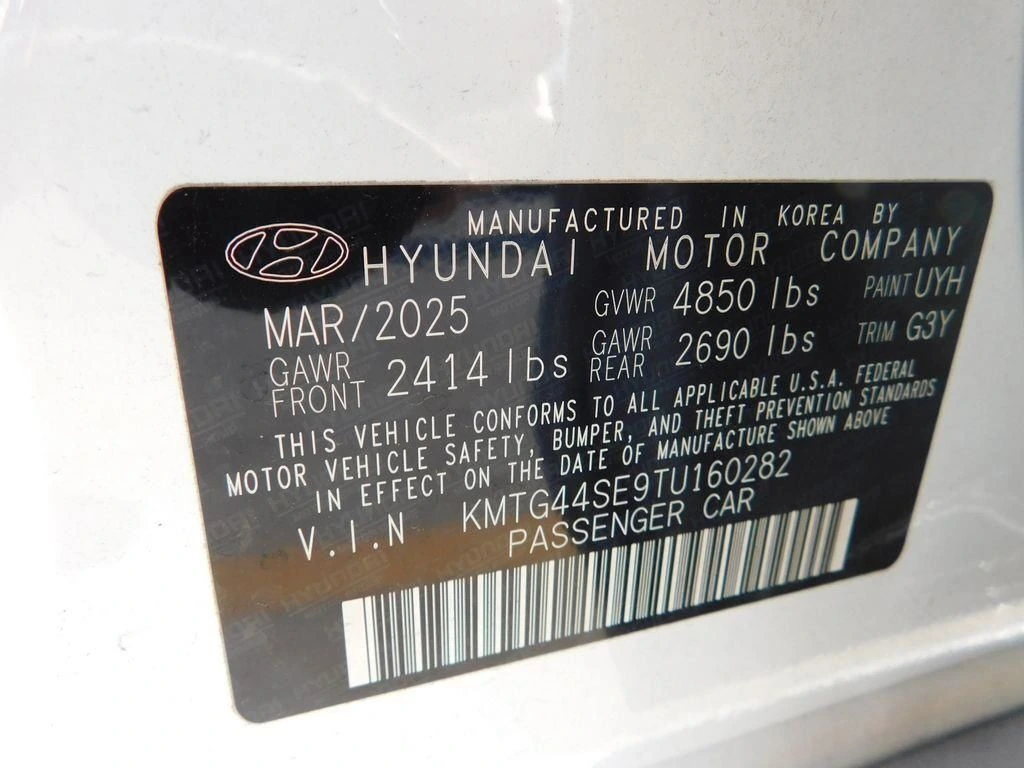 MANUFACTURED IN KOREA BY
HYUNDAI MOTOR COMPANY
MAR/2025 GVWR 4850 lbs PAINT UYH
GAWR FRONT 2414 lbs GAWR REAR 2690 lbs TRIM G3Y
THIS VEHICLE CONFORMS TO ALL APPLICABLE U.S.A. FEDERAL
MOTOR VEHICLE SAFETY, BUMPER, AND THEFT PREVENTION STANDARDS
IN EFFECT ON THE DATE OF MANUFACTURE SHOWN ABOVE
V.I.N KMTG44SE9TU160282
PASSENGER CAR